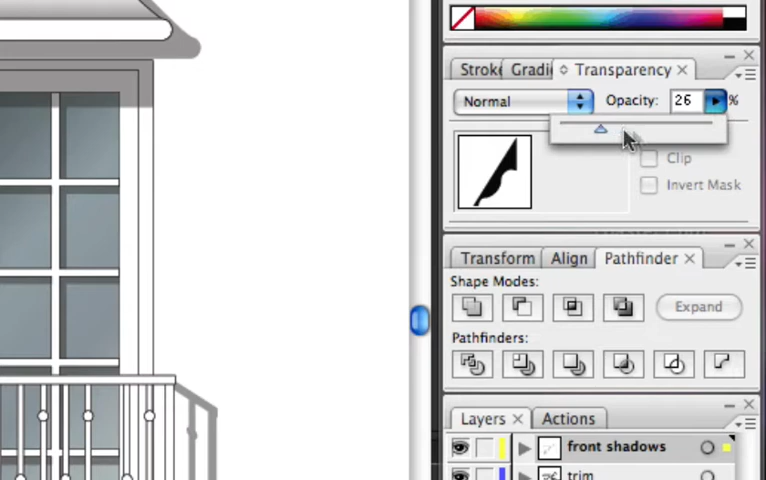 Stroke Gradi Transparency
Normal Opacity: 26 %
Clip
Invert Mask
Transform Align Pathfinder
Shape Modes:
Expand
Pathfinders:
Layers Actions
front shadows
trim